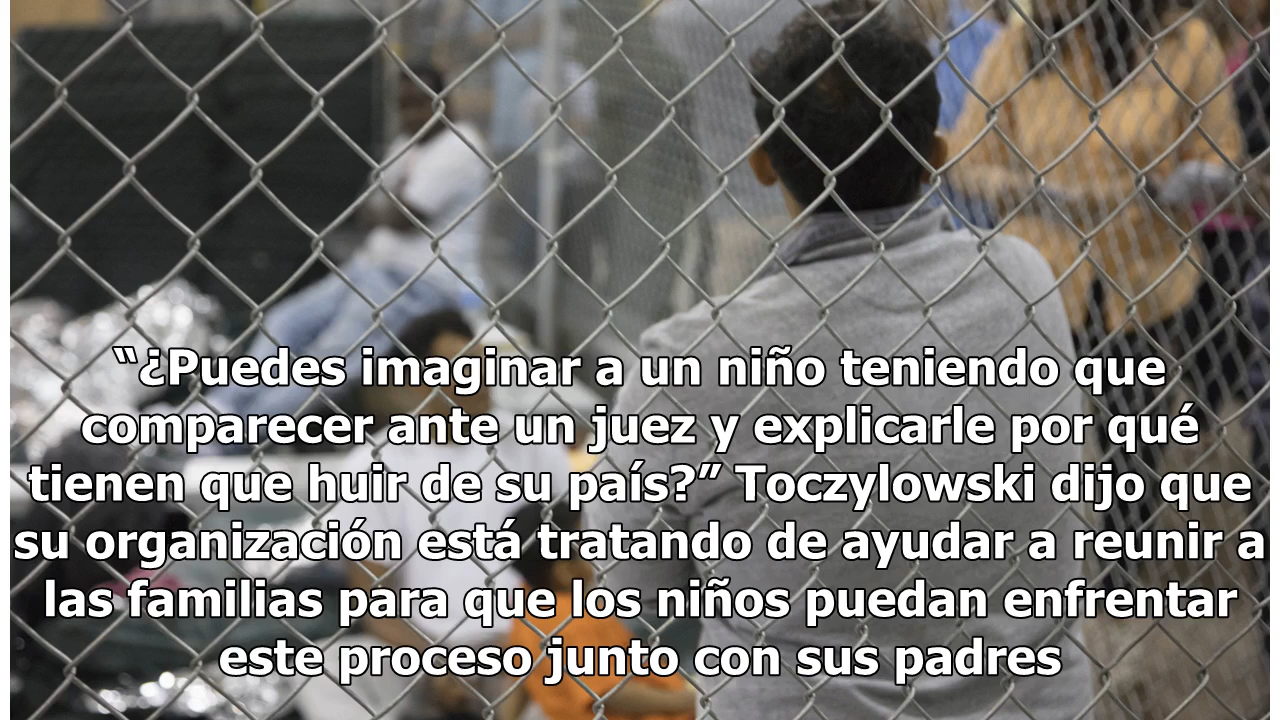 “¿Puedes imaginar a un niño teniendo que
comparecer ante un juez y explicarle por qué
tienen que huir de su país?” Toczylowski dijo que
su organización está tratando de ayudar a reunir a
las familias para que los niños puedan enfrentar
este proceso junto con sus padres